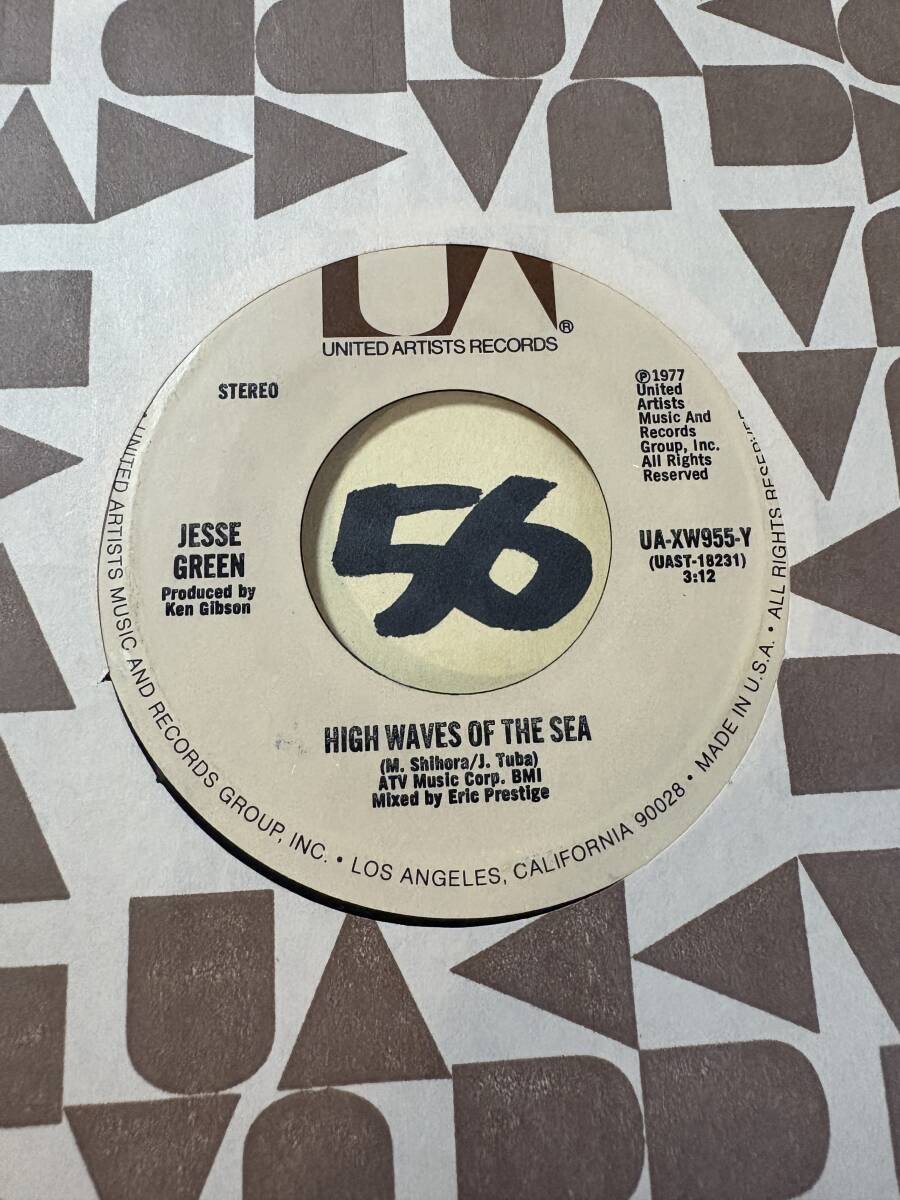 UA®
UNITED ARTISTS RECORDS
STEREO
℗1977
United
Artists
Music And
Records
Group, Inc.
All Rights
Reserved
JESSE
GREEN
Produced by
Ken Gibson
56
UA-XW955-Y
(UAST-18231)
3:12
HIGH WAVES OF THE SEA
(M. Shihora/J. Tuba)
ATV Music Corp. BMI
Mixed by Eric Prestige
• UNITED ARTISTS MUSIC AND RECORDS GROUP, INC. • LOS ANGELES, CALIFORNIA 90028 • MADE IN U.S.A. • ALL RIGHTS RESERVED